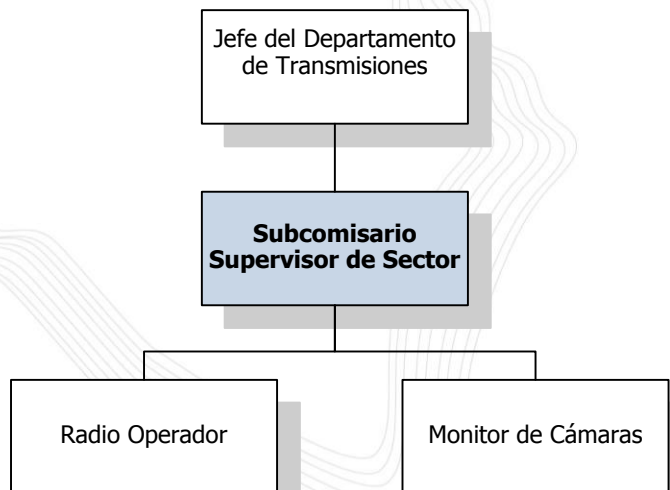 Jefe del Departamento
de Transmisiones
Subcomisario
Supervisor de Sector
Radio Operador
Monitor de Cámaras